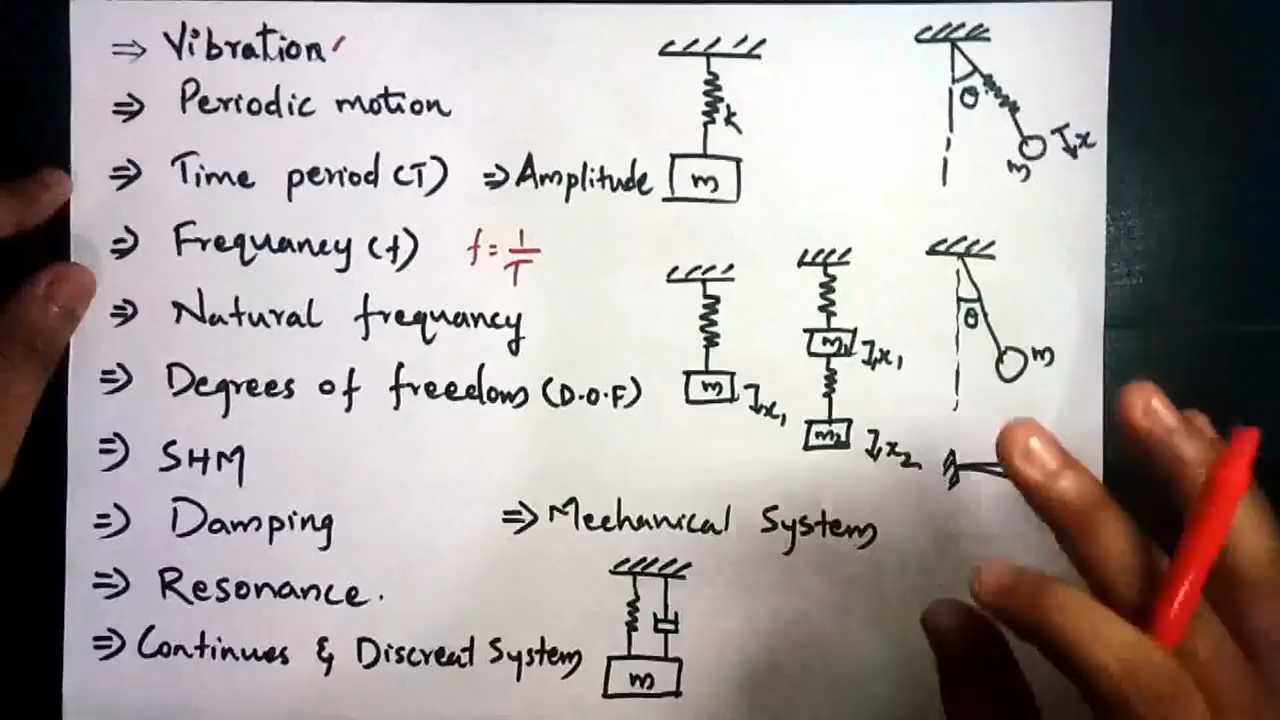 ⇒ Vibration
⇒ Periodic motion
⇒ Time period (T) ⇒ Amplitude
⇒ Frequancy (f) f = 1/T
⇒ Natural frequancy
⇒ Degrees of freedom (D.O.F)
⇒ SHM
⇒ Damping
⇒ Mechanical System
⇒ Resonance.
⇒ Continues & Discreat System
k
m
θ
m
x
m
x₁
m₁
x₁
m₂
x₂
θ
m
m